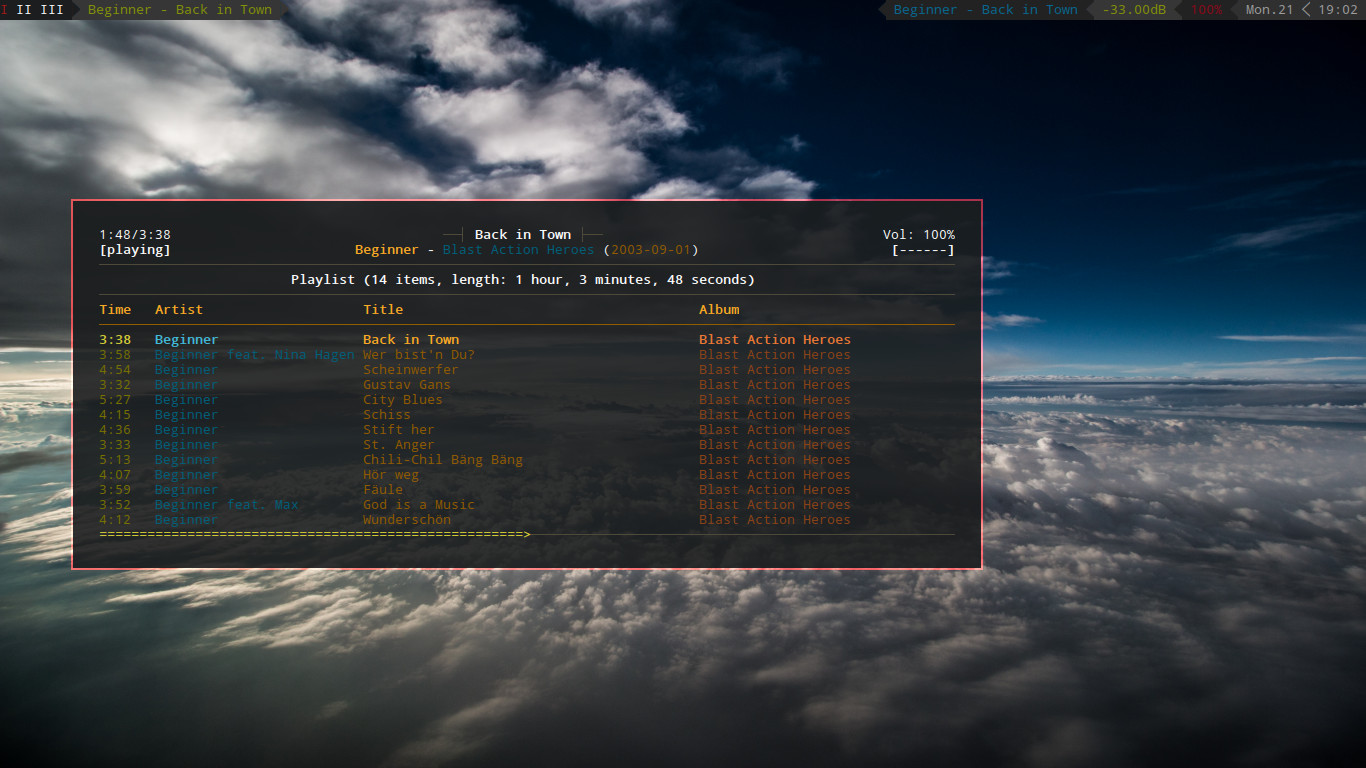 I II III Beginner - Back in Town Beginner - Back in Town -33.00dB 100% Mon.21 19:02
1:48/3:38 Back in Town Vol: 100%
[playing] Beginner - Blast Action Heroes (2003-09-01) [------]
Playlist (14 items, length: 1 hour, 3 minutes, 48 seconds)
Time Artist Title Album
3:38 Beginner Back in Town Blast Action Heroes
3:58 Beginner feat. Nina Hagen Wer bist'n Du? Blast Action Heroes
4:54 Beginner Scheinwerfer Blast Action Heroes
3:32 Beginner Gustav Gans Blast Action Heroes
5:27 Beginner City Blues Blast Action Heroes
4:15 Beginner Schiss Blast Action Heroes
4:36 Beginner Stift her Blast Action Heroes
3:33 Beginner St. Anger Blast Action Heroes
5:13 Beginner Chili-Chil Bäng Bäng Blast Action Heroes
4:07 Beginner Hör weg Blast Action Heroes
3:59 Beginner Fäule Blast Action Heroes
3:52 Beginner feat. Max God is a Music Blast Action Heroes
4:12 Beginner Wunderschön Blast Action Heroes
=====================================================>